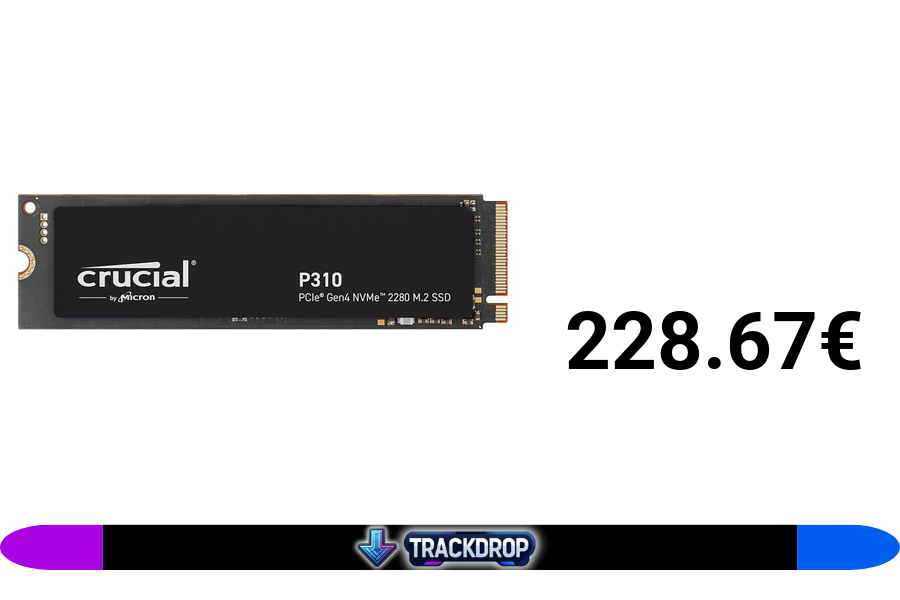 crucial®
by Micron
P310
PCIe® Gen4 NVMe™ 2280 M.2 SSD
228.67€
TRACKDROP